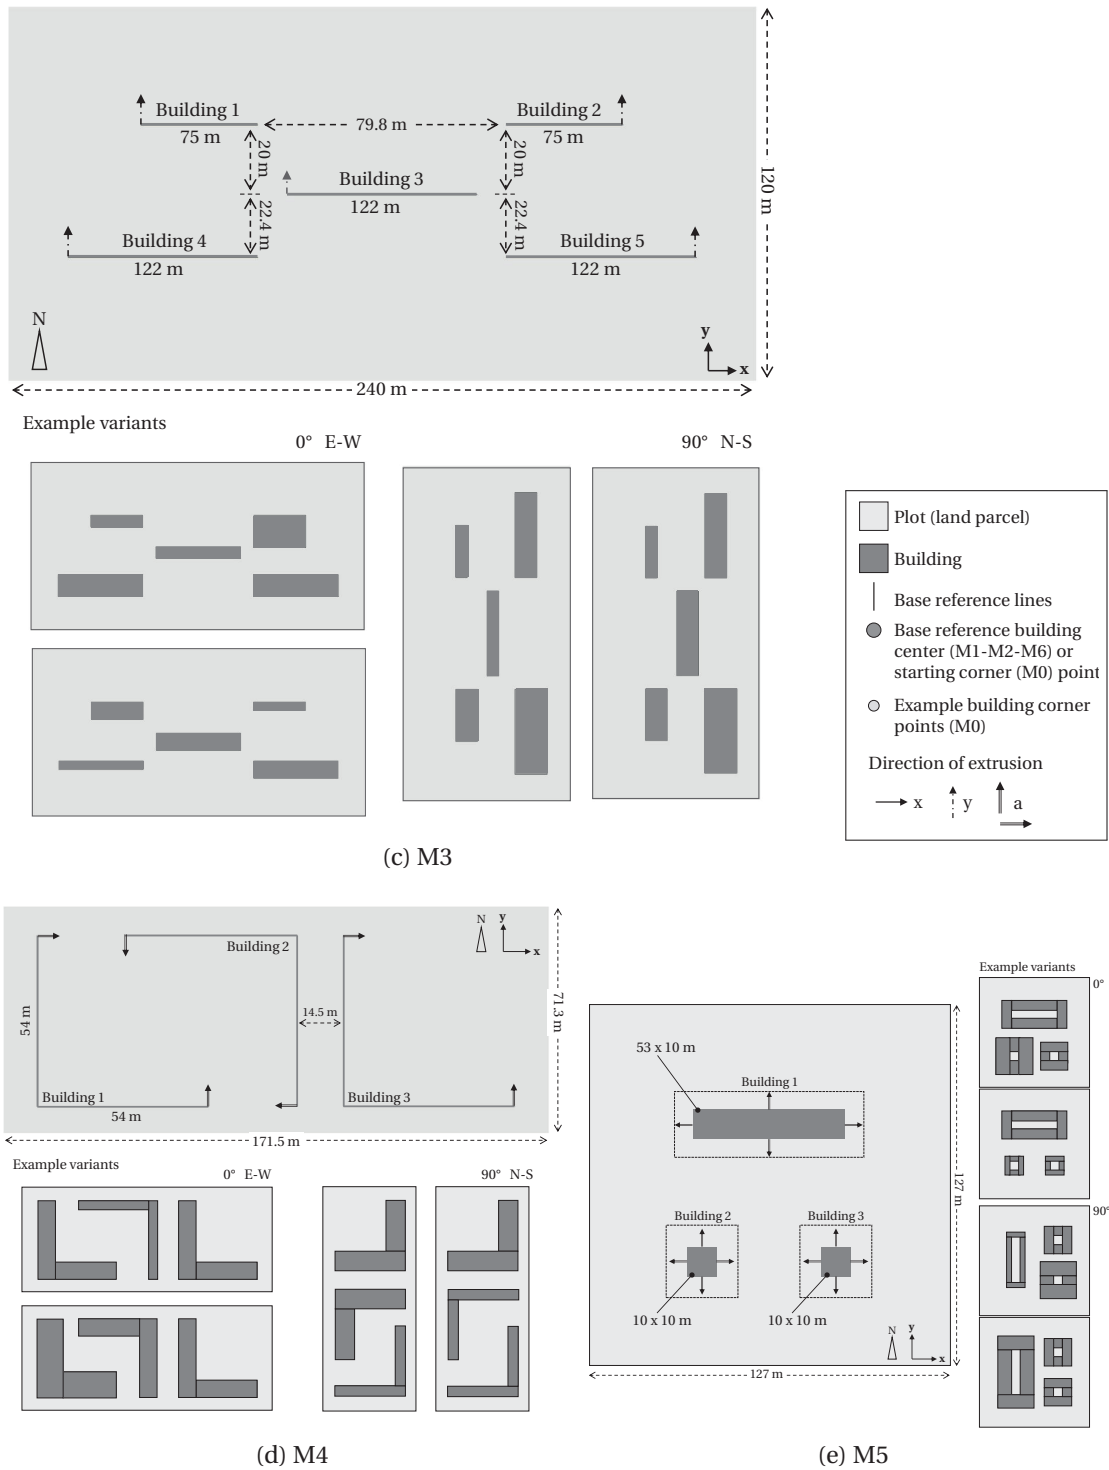 Building 1
Building 2
79.8 m
75 m
75 m
20 m
20 m
Building 3
122 m
120 m
22.4 m
22.4 m
Building 4
Building 5
122 m
122 m
N
y
x
240 m
Example variants
0° E-W
90° N-S
Plot (land parcel)
Building
Base reference lines
Base reference building
center (M1-M2-M6) or
starting corner (M0) point
Example building corner
points (M0)
Direction of extrusion
x
y
a
(c) M3
N
y
x
Building 2
54 m
14.5 m
71.3 m
Building 1
Building 3
54 m
171.5 m
Example variants
0° E-W
90° N-S
(d) M4
Example variants
0°
53 x 10 m
Building 1
127 m
90°
Building 2
Building 3
10 x 10 m
10 x 10 m
N
y
x
127 m
(e) M5